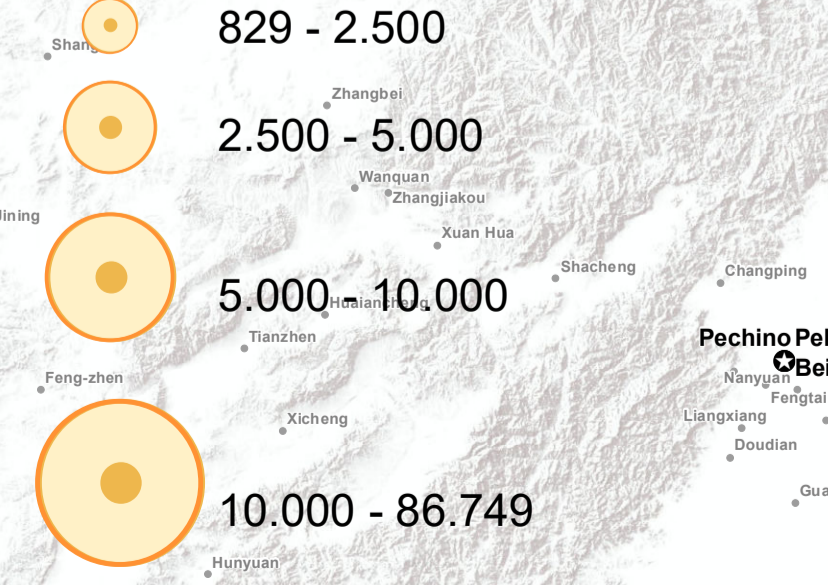 829 - 2.500
Zhangbei
2.500 - 5.000
Wanquan
Zhangjiakou
Jining
Xuan Hua
Shacheng
Changping
5.000 - 10.000
Huaiancheng
Tianzhen
Pechino
Feng-zhen
Nanyuan
Fengtai
Liangxiang
Xicheng
Doudian
10.000 - 86.749
Hunyuan